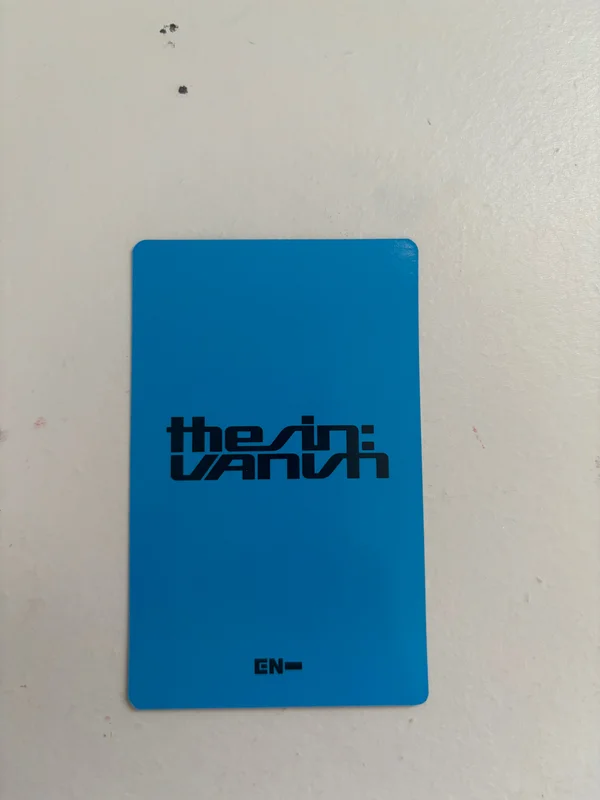 the sin:
VANISH
EN-